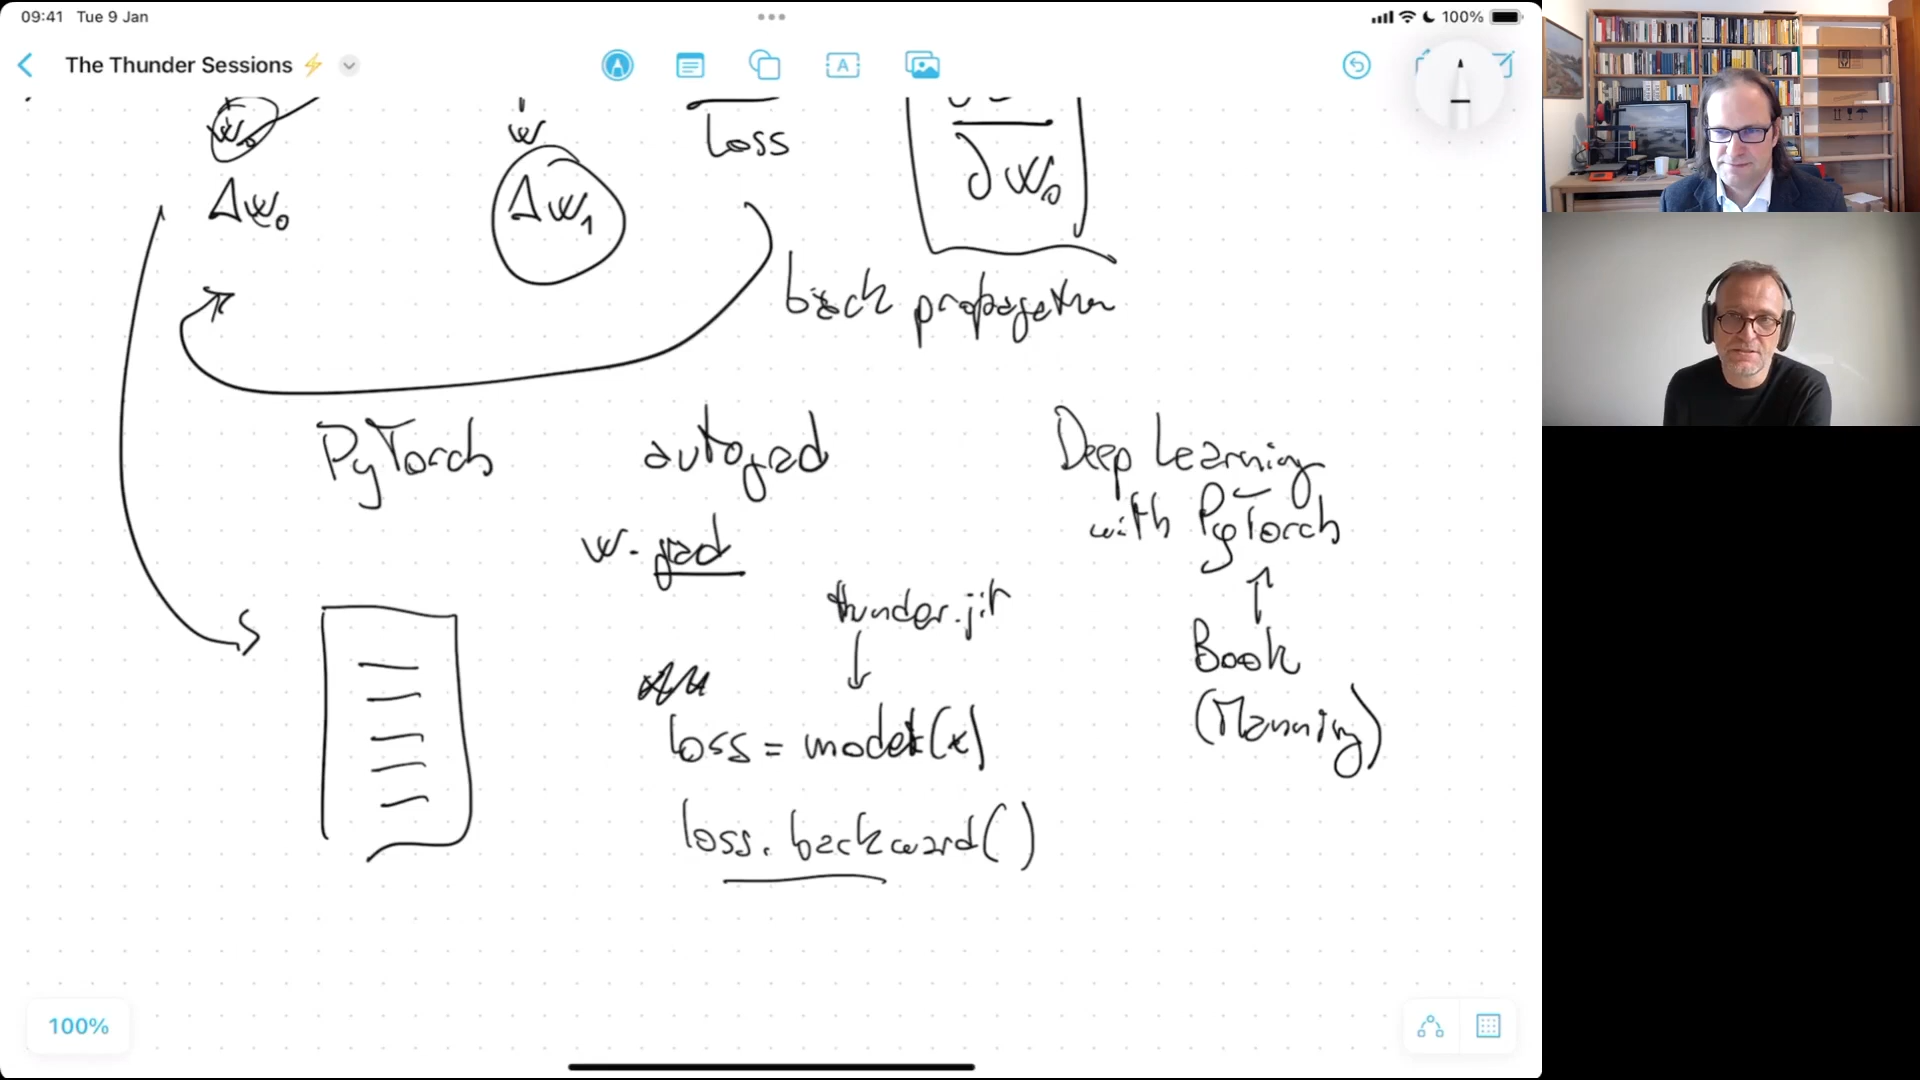 09:41 Tue 9 Jan
100%
The Thunder Sessions ⚡
A
w₀
w
loss
∂w₀
Δw₀
Δw₁
back propagation
PyTorch
autograd
Deep Learning
with PyTorch
w.grad
thunder.jit
Book
(Manning)
loss = model(x)
loss.backward()
100%